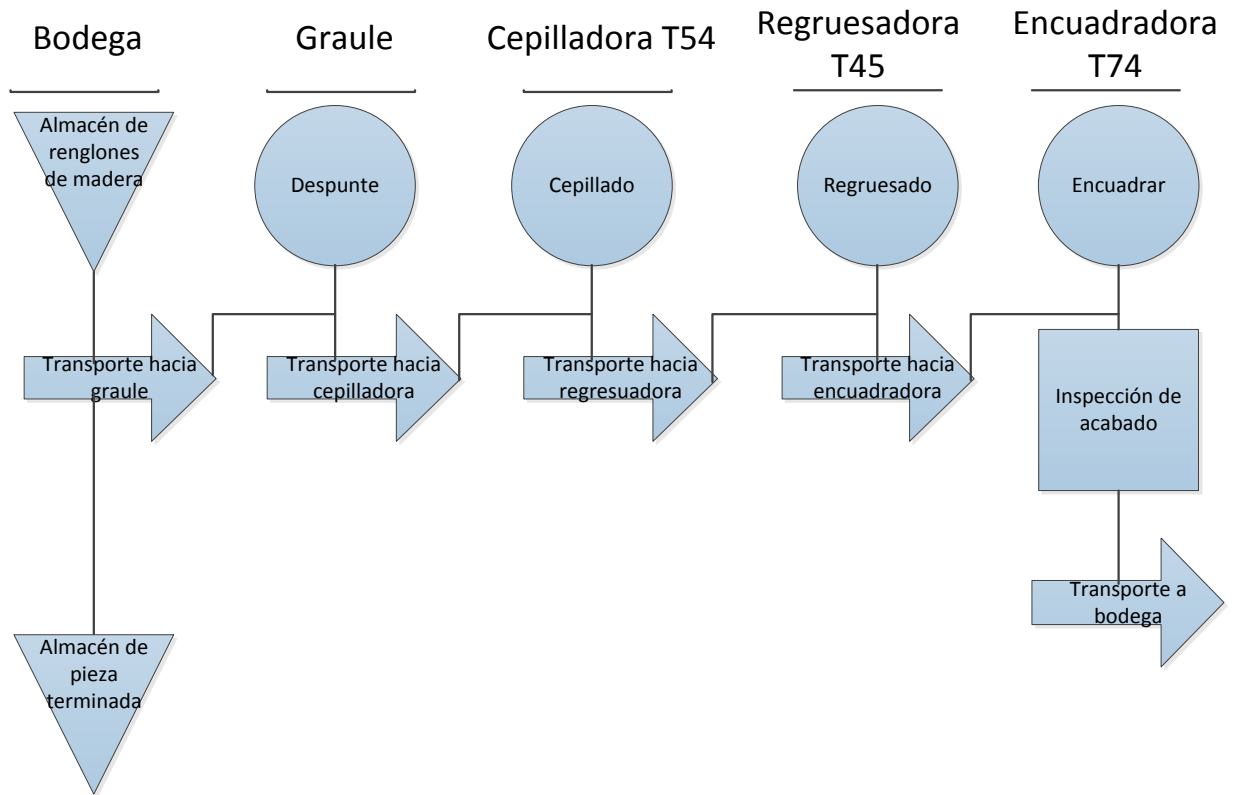 Bodega
Graule
Cepilladora T54
Regruesadora
T45
Encuadradora
T74
Almacén de
renglones
de madera
Despunte
Cepillado
Regruesado
Encuadrar
Transporte hacia
graule
Transporte hacia
cepilladora
Transporte hacia
regresuadora
Transporte hacia
encuadradora
Inspección de
acabado
Transporte a
bodega
Almacén de
pieza
terminada